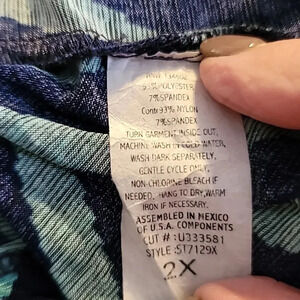 POLYESTER
7%SPANDEX
Contr93% NYLON
7%SPANDEX
TURN GARMENT INSIDE OUT,
MACHINE WASH IN COLD WATER,
WASH DARK SEPARATELY,
GENTLE CYCLE ONLY,
NON-CHLORINE BLEACH IF
NEEDED, HANG TO DRY,WARM
IRON IF NECESSARY.
ASSEMBLED IN MEXICO
OF U.S.A. COMPONENTS
CUT #:U333581
STYLE:ST7129X
2X